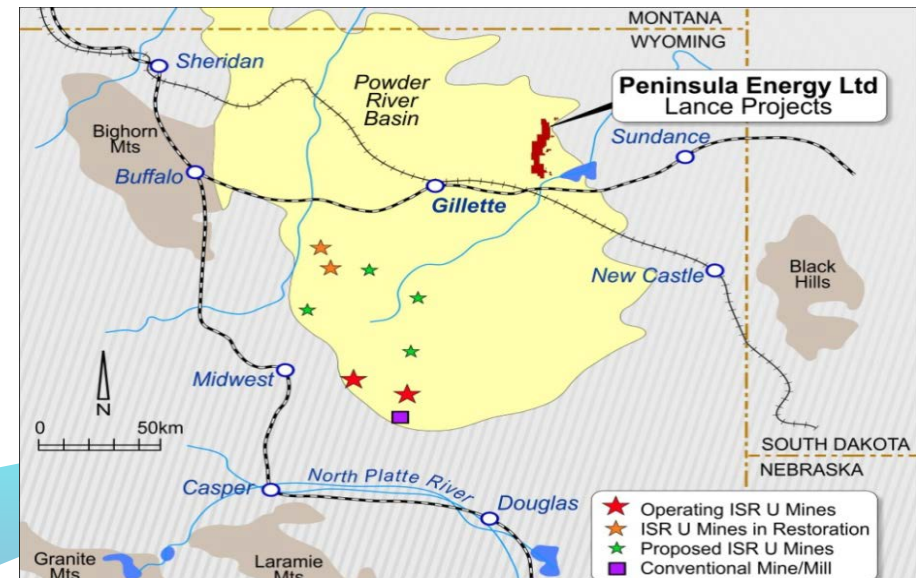 MONTANA
WYOMING
Sheridan
Powder
River
Basin
Peninsula Energy Ltd
Lance Projects
Bighorn
Mts
Sundance
Buffalo
Gillette
New Castle
Black
Hills
Midwest
N
0 50km
SOUTH DAKOTA
NEBRASKA
Casper
North Platte River
Douglas
Operating ISR U Mines
ISR U Mines in Restoration
Proposed ISR U Mines
Conventional Mine/Mill
Granite
Mts
Laramie
Mts